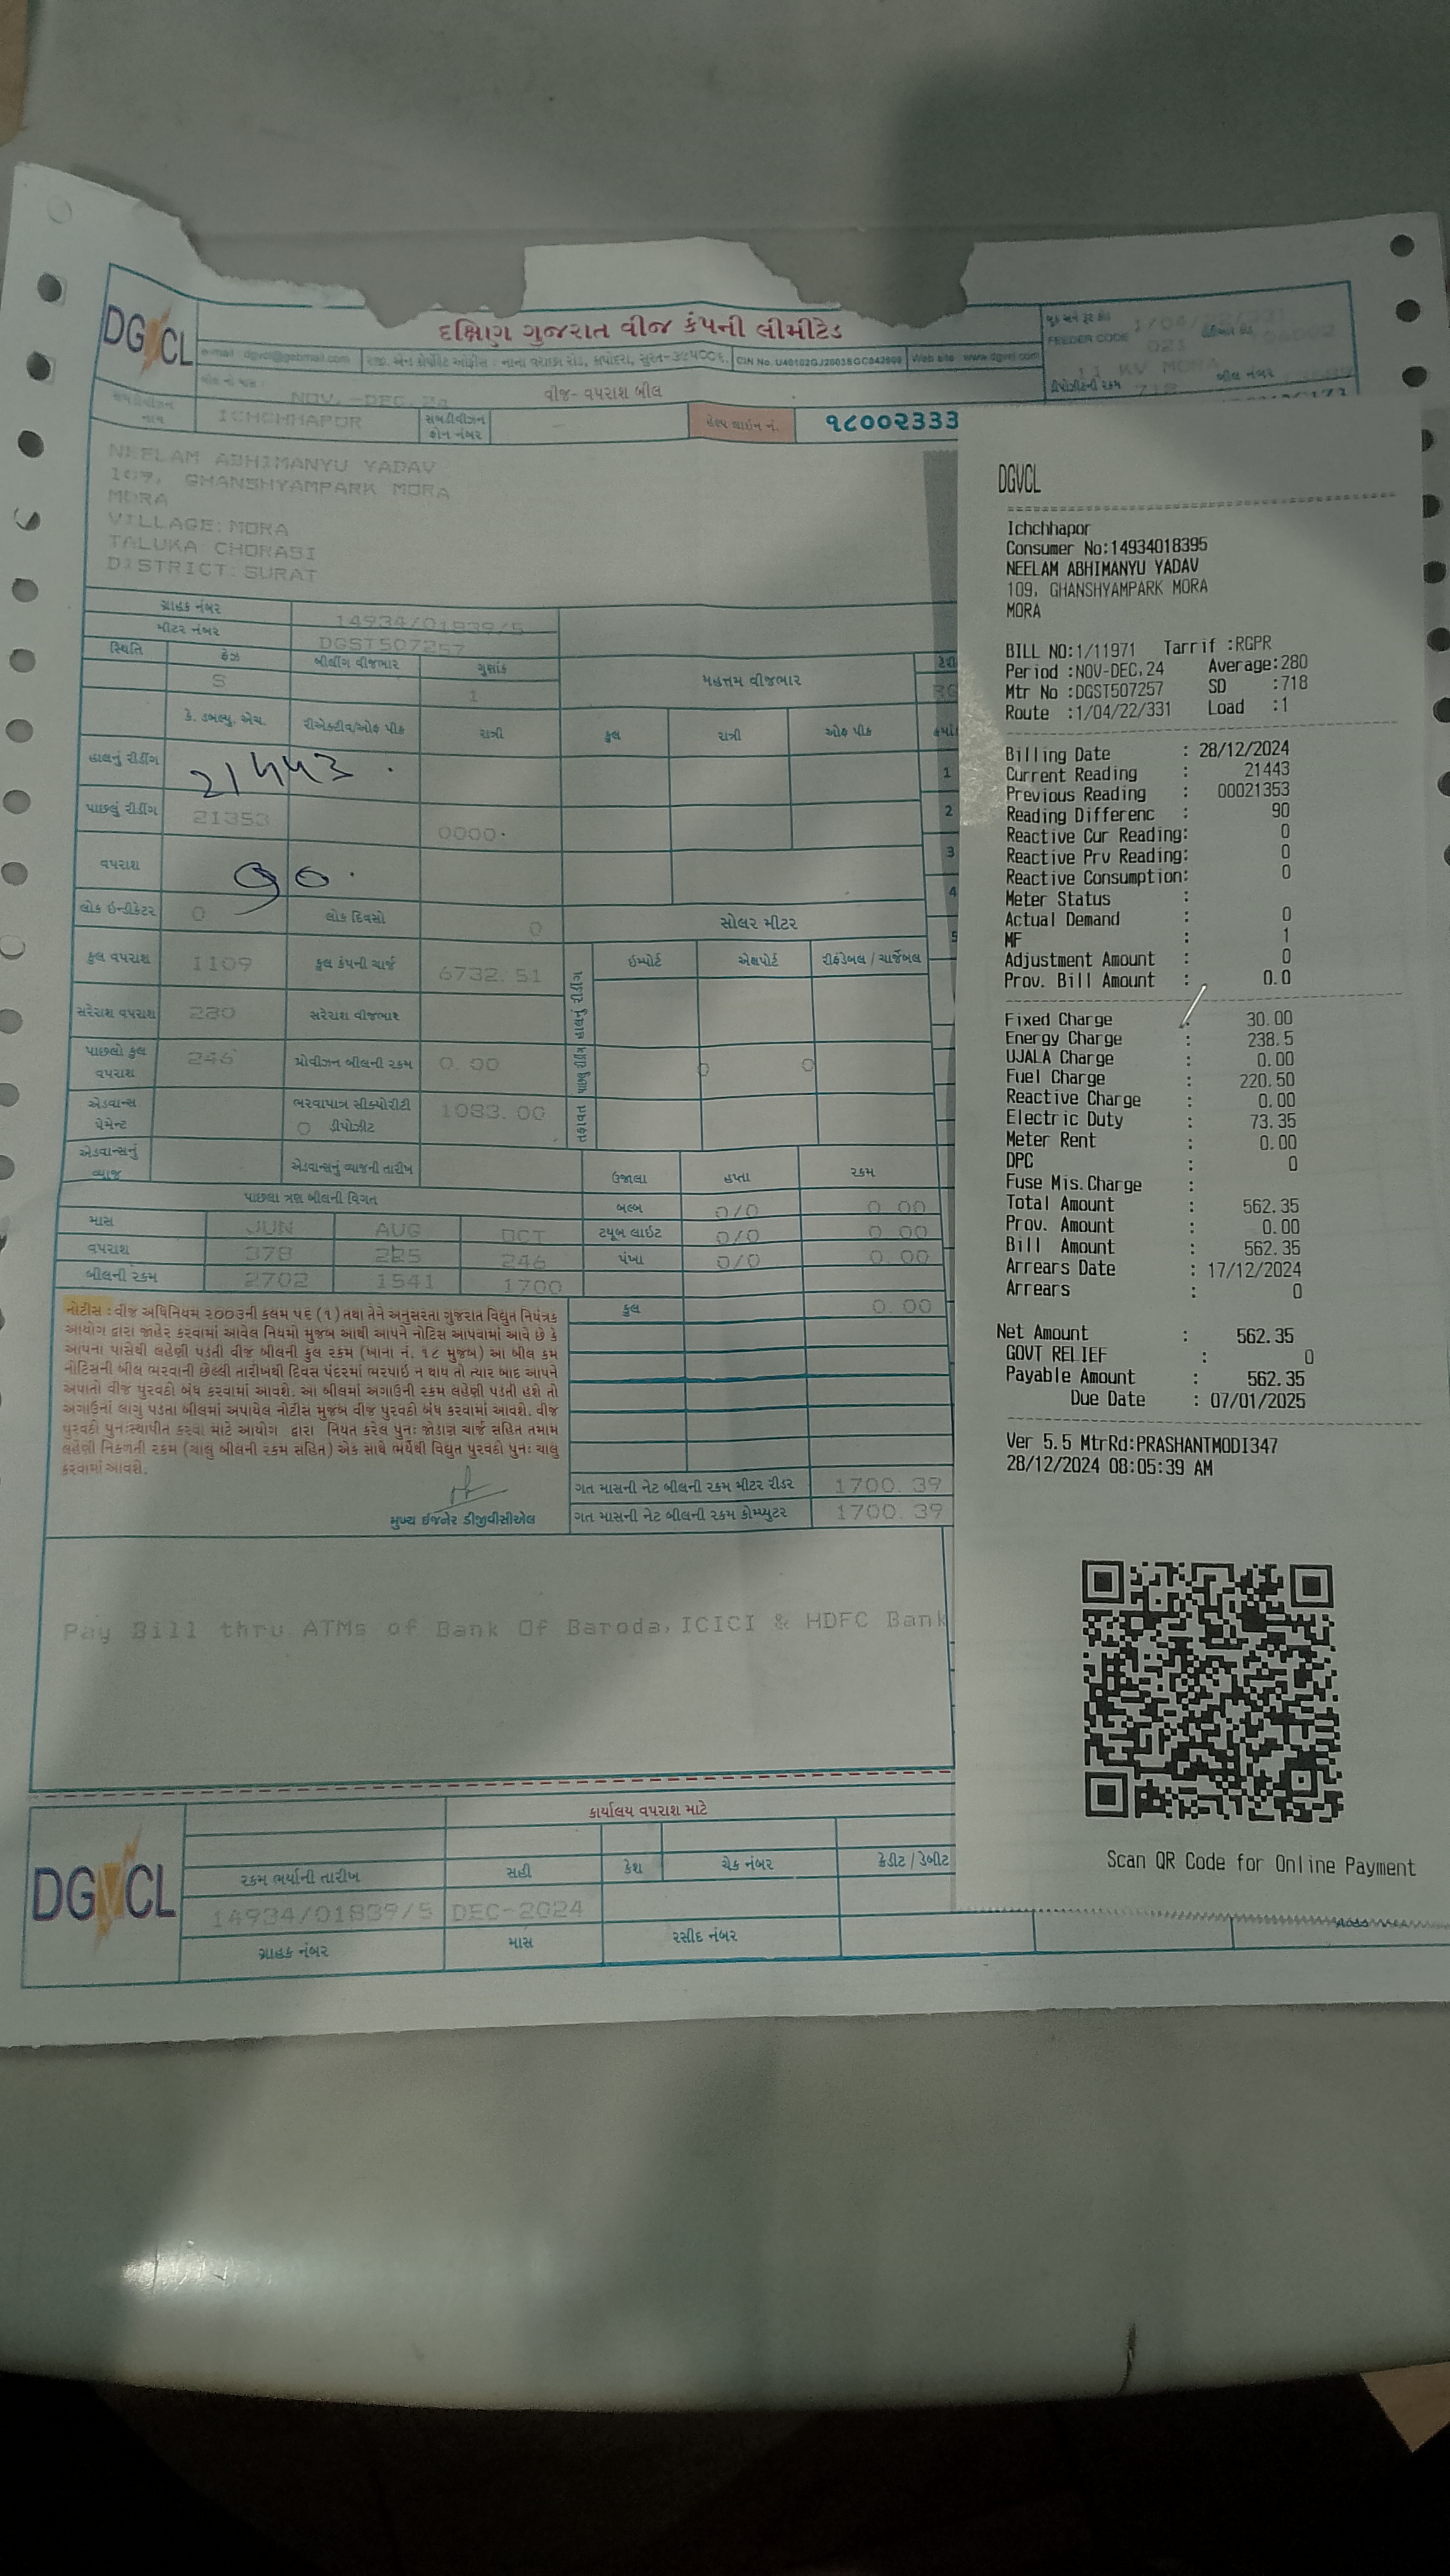 DGVCL
દક્ષિણ ગુજરાત વીજ કંપની લીમીટેડ
e-mail dgvcl@gebmail.com
CIN No. U40102GJ2003SGC042909
Web site www.dgvcl.com
FEEDER CODE 021
11 KV MORA
ડિપોઝીટની રકમ 718 બીલ નંબર
NOV. -DEC. 24 વીજ- વપરાશ બીલ
સબડીવીઝન નામ ICHCHHAPOR સબડીવીઝન ફોન નંબર - હેલ્પ લાઇન નં. ૧૮૦૦૨૩૩૩
NEELAM ABHIMANYU YADAV
109, GHANSHYAMPARK MORA
MORA
VILLAGE: MORA
TALUKA: CHORASI
DISTRICT: SURAT
ગ્રાહક નંબર 14934/01839/5
મીટર નંબર DGST507257
સ્થિતિ ફેઝ બીલીંગ વીજભાર ગુણાંક મહત્તમ વીજભાર
S 1
કે. ડબલ્યુ. એચ. રીએક્ટીવ/ઓફ પીક રાત્રી કુલ રાત્રી ઓફ પીક
હાલનું રીડીંગ 21443 1
પાછલું રીડીંગ 21353 0000. 2
3
વપરાશ 90. 4
લોક ઇન્ડીકેટર 0 લોક દિવસો 0 સોલર મીટર 5
કુલ વપરાશ 1109 કુલ કંપની ચાર્જ 6732.51 ઇમ્પોર્ટ એક્ષપોર્ટ રીફંડેબલ / ચાર્જેબલ
સરેરાશ વપરાશ 280 સરેરાશ વીજભાર હાલનું રીડીંગ
પાછલો કુલ વપરાશ 246 પ્રોવીઝન બીલની રકમ 0.00 પાછલું રીડીંગ 0 0
એડવાન્સ પેમેન્ટ ભરવાપાત્ર સીક્યોરીટી ડીપોઝીટ 1083.00 તફાવત
0
એડવાન્સનું વ્યાજ એડવાન્સનું વ્યાજની તારીખ ઉજાલા હપ્તા રકમ
પાછલા ત્રણ બીલની વિગત બલ્બ 0/0 0.00
માસ JUN AUG OCT ટયુબ લાઇટ 0/0 0.00
વપરાશ 378 225 246 પંખા 0/0 0.00
બીલની રકમ 2702 1541 1700
કુલ 0.00
નોટીસ : વીજ અધિનિયમ ૨૦૦૩ની કલમ ૫૬ (૧) તથા તેને અનુસરતા ગુજરાત વિદ્યુત નિયંત્રક
આયોગ દ્વારા જાહેર કરવામાં આવેલ નિયમો મુજબ આથી આપને નોટિસ આપવામાં આવે છે કે
આપના પાસેથી લહેણી પડતી વીજ બીલની કુલ રકમ (ખાના નં. ૧૮ મુજબ) આ બીલ કમ
નોટિસની બીલ ભરવાની છેલ્લી તારીખથી દિવસ પંદરમાં ભરપાઇ ન થાય તો ત્યાર બાદ આપને
અપાતો વીજ પુરવઠો બંધ કરવામાં આવશે. આ બીલમાં અગાઉની રકમ લહેણી પડતી હશે તો
અગાઉનાં લાગુ પડતા બીલમાં અપાયેલ નોટીસ મુજબ વીજ પુરવઠો બંધ કરવામાં આવશે. વીજ
પુરવઠો પુનઃસ્થાપીત કરવા માટે આયોગ દ્વારા નિયત કરેલ પુનઃ જોડાણ ચાર્જ સહિત તમામ
લહેણી નિકળતી રકમ (ચાલુ બીલની રકમ સહિત) એક સાથે ભર્યેથી વિદ્યુત પુરવઠો પુનઃ ચાલુ
કરવામાં આવશે.
મુખ્ય ઈજનેર ડીજીવીસીએલ
ગત માસની નેટ બીલની રકમ મીટર રીડર 1700.39
ગત માસની નેટ બીલની રકમ કોમ્પ્યુટર 1700.39
Pay Bill thru ATMs of Bank Of Baroda, ICICI & HDFC Bank
DGVCL
કાર્યાલય વપરાશ માટે
રકમ ભર્યાની તારીખ સહી કેશ ચેક નંબર ક્રેડીટ / ડેબીટ
14934/01839/5 DEC-2024
ગ્રાહક નંબર માસ રસીદ નંબર
DGVCL
Ichchhapor
Consumer No:14934018395
NEELAM ABHIMANYU YADAV
109, GHANSHYAMPARK MORA
MORA
BILL NO:1/11971 Tarrif :RGPR
Period :NOV-DEC,24 Average:280
Mtr No :DGST507257 SD :718
Route :1/04/22/331 Load :1
Billing Date : 28/12/2024
Current Reading : 21443
Previous Reading : 00021353
Reading Differenc : 90
Reactive Cur Reading: 0
Reactive Prv Reading: 0
Reactive Consumption: 0
Meter Status :
Actual Demand : 0
MF : 1
Adjustment Amount : 0
Prov. Bill Amount : 0.0
Fixed Charge : 30.00
Energy Charge : 238.5
UJALA Charge : 0.00
Fuel Charge : 220.50
Reactive Charge : 0.00
Electric Duty : 73.35
Meter Rent : 0.00
DPC : 0
Fuse Mis.Charge :
Total Amount : 562.35
Prov. Amount : 0.00
Bill Amount : 562.35
Arrears Date : 17/12/2024
Arrears : 0
Net Amount : 562.35
GOVT RELIEF : 0
Payable Amount : 562.35
Due Date : 07/01/2025
Ver 5.5 MtrRd:PRASHANTMODI347
28/12/2024 08:05:39 AM
Scan QR Code for Online Payment